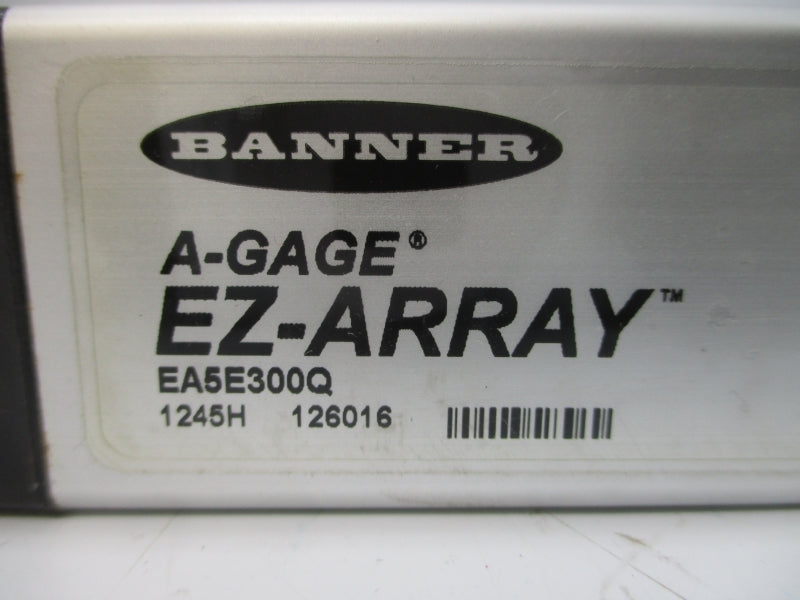 BANNER
A-GAGE®
EZ-ARRAY™
EA5E300Q
1245H 126016